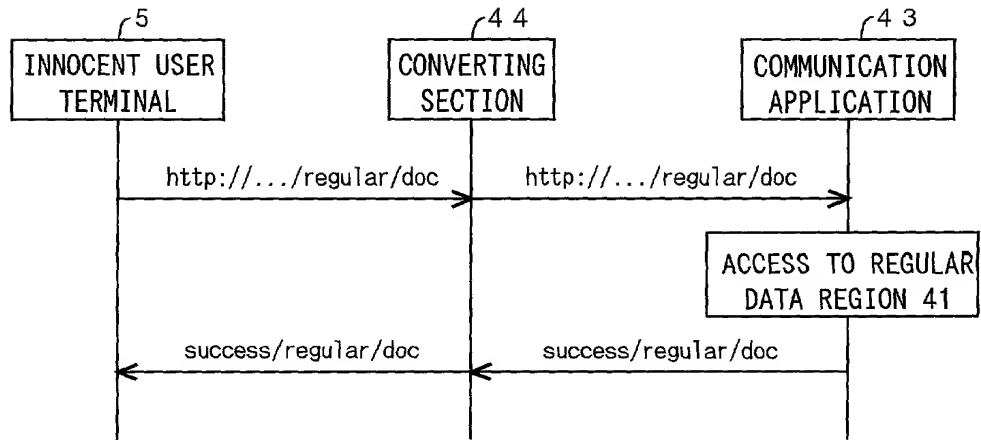 5
44
43
INNOCENT USER
TERMINAL
CONVERTING
SECTION
COMMUNICATION
APPLICATION
http://.../regular/doc
http://.../regular/doc
ACCESS TO REGULAR
DATA REGION 41
success/regular/doc
success/regular/doc